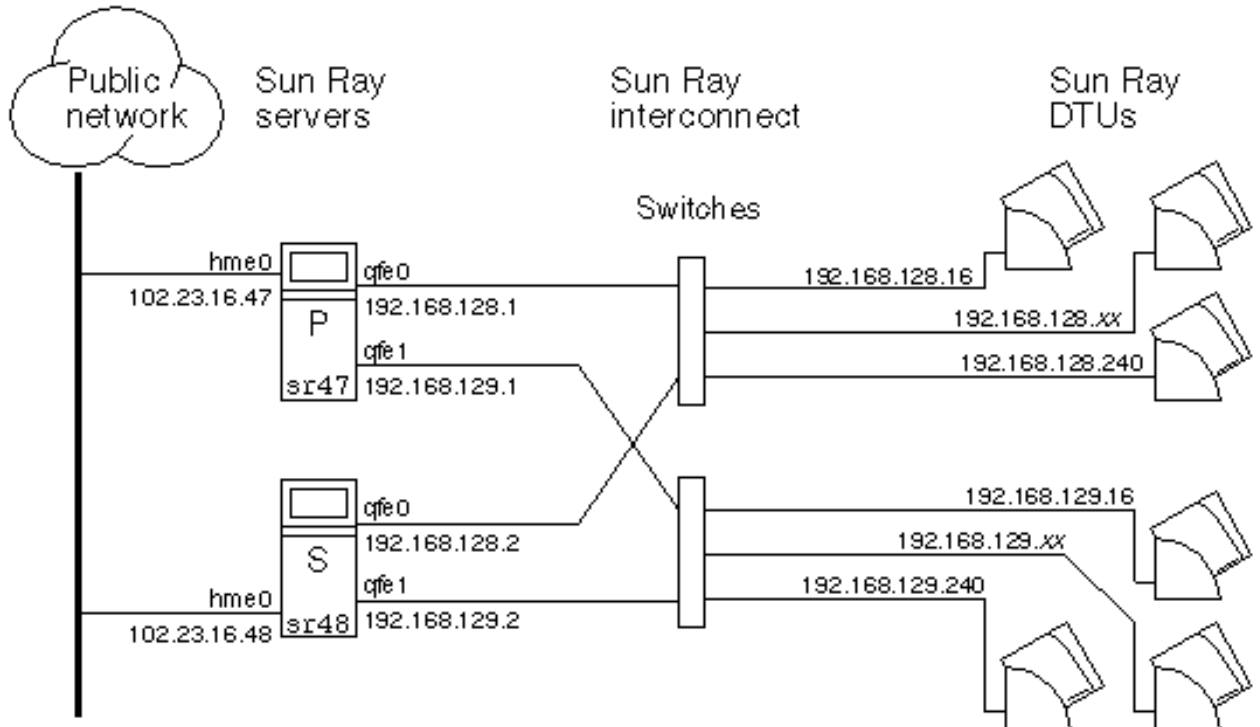 Public
network
Sun Ray
servers
Sun Ray
interconnect
Sun Ray
DTUs
Switches
hme0
102.23.16.47
P
sr47
qfe0
192.168.128.1
qfe1
192.168.129.1
192.168.128.16
192.168.128.xx
192.168.128.240
hme0
102.23.16.48
S
sr48
qfe0
192.168.128.2
qfe1
192.168.129.2
192.168.129.16
192.168.129.xx
192.168.129.240